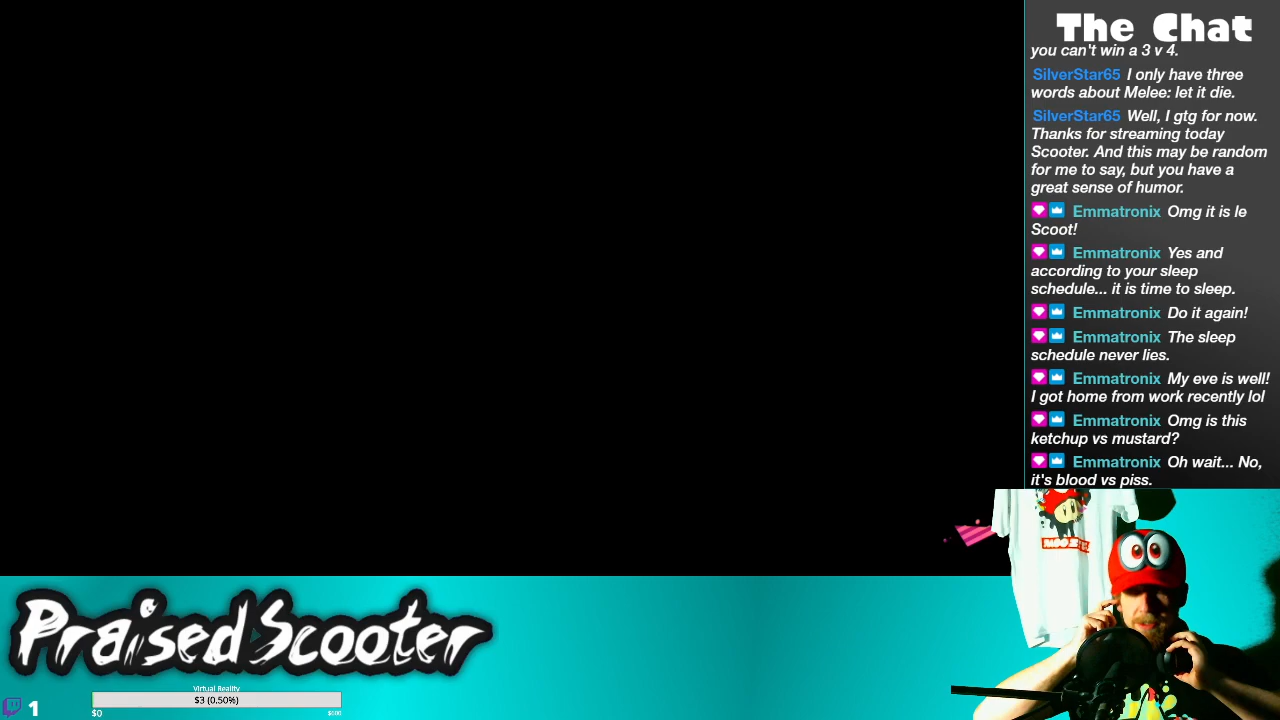 The Chat
you can't win a 3 v 4.
SilverStar65 I only have three
words about Melee: let it die.
SilverStar65 Well, I gtg for now.
Thanks for streaming today
Scooter. And this may be random
for me to say, but you have a
great sense of humor.
Emmatronix Omg it is le
Scoot!
Emmatronix Yes and
according to your sleep
schedule... it is time to sleep.
Emmatronix Do it again!
Emmatronix The sleep
schedule never lies.
Emmatronix My eve is well!
I got home from work recently lol
Emmatronix Omg is this
ketchup vs mustard?
Emmatronix Oh wait... No,
it's blood vs piss.
Praised Scooter
1
Virtual Reality
$3 (0.50%)
$0